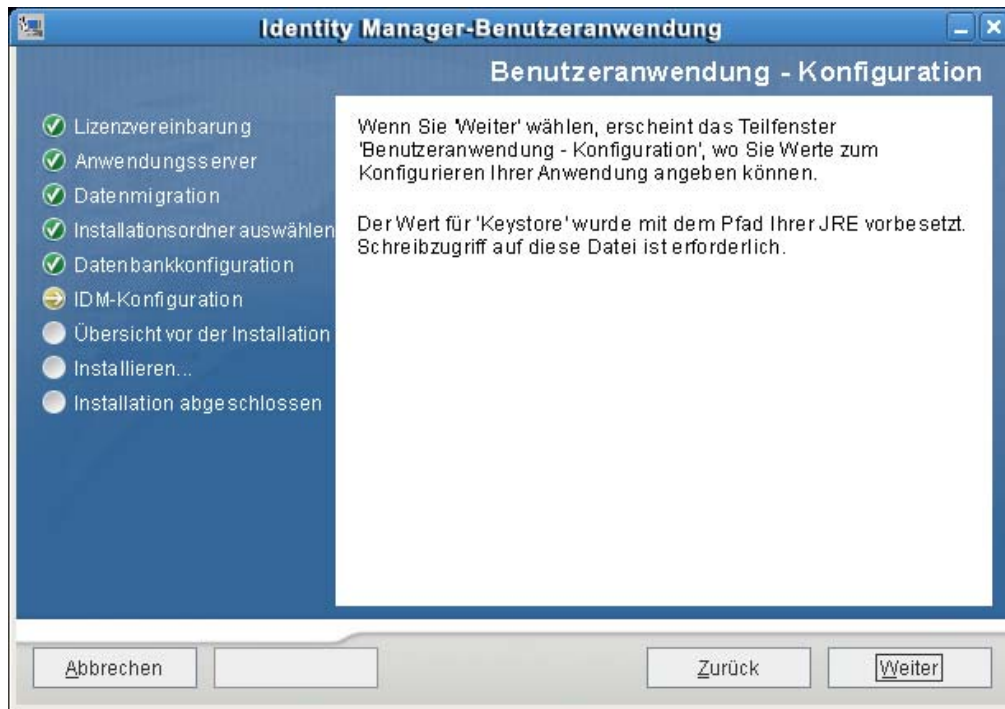 Identity Manager-Benutzeranwendung
Benutzeranwendung - Konfiguration
Lizenzvereinbarung
Anwendungsserver
Datenmigration
Installationsordner auswählen
Datenbankkonfiguration
IDM-Konfiguration
Übersicht vor der Installation
Installieren...
Installation abgeschlossen
Wenn Sie 'Weiter' wählen, erscheint das Teilfenster
'Benutzeranwendung - Konfiguration', wo Sie Werte zum
Konfigurieren Ihrer Anwendung angeben können.
Der Wert für 'Keystore' wurde mit dem Pfad Ihrer JRE vorbesetzt.
Schreibzugriff auf diese Datei ist erforderlich.
Abbrechen
Zurück
Weiter